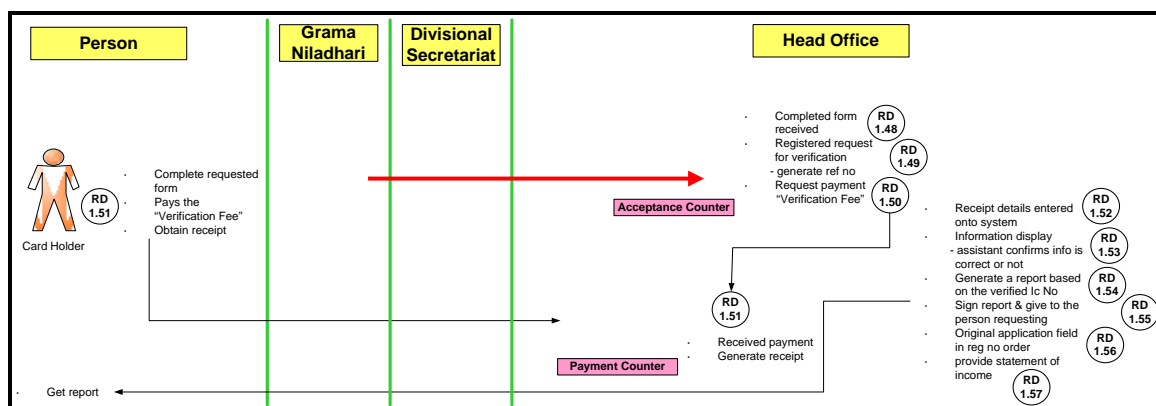 Person
Grama
Niladhari
Divisional
Secretariat
Head Office
· Completed form
received
RD
1.48
· Registered request
for verification
- generate ref no
RD
1.49
· Request payment
“Verification Fee”
RD
1.50
Acceptance Counter
· Complete requested
form
· Pays the
“Verification Fee”
· Obtain receipt
RD
1.51
Card Holder
RD
1.51
· Received payment
· Generate receipt
Payment Counter
· Receipt details entered
onto system
RD
1.52
· Information display
- assistant confirms info is
correct or not
RD
1.53
· Generate a report based
on the verified Ic No
RD
1.54
· Sign report & give to the
person requesting
RD
1.55
· Original application field
in reg no order
RD
1.56
· provide statement of
income
RD
1.57
· Get report